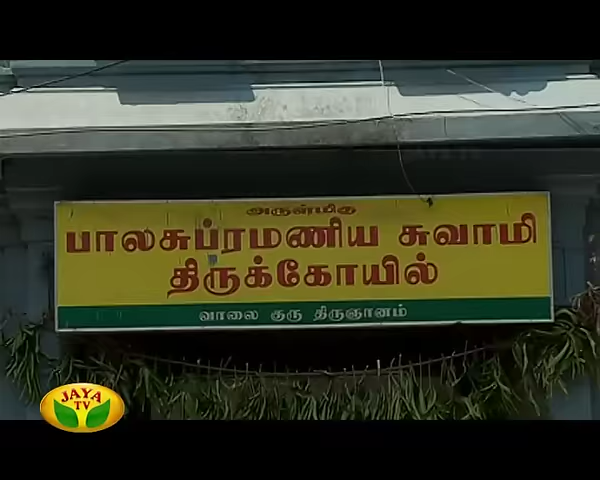 அருள்மிகு
பாலசுப்ரமணிய சுவாமி
திருக்கோயில்
வாலை குரு திருஞானம்
JAYA
TV